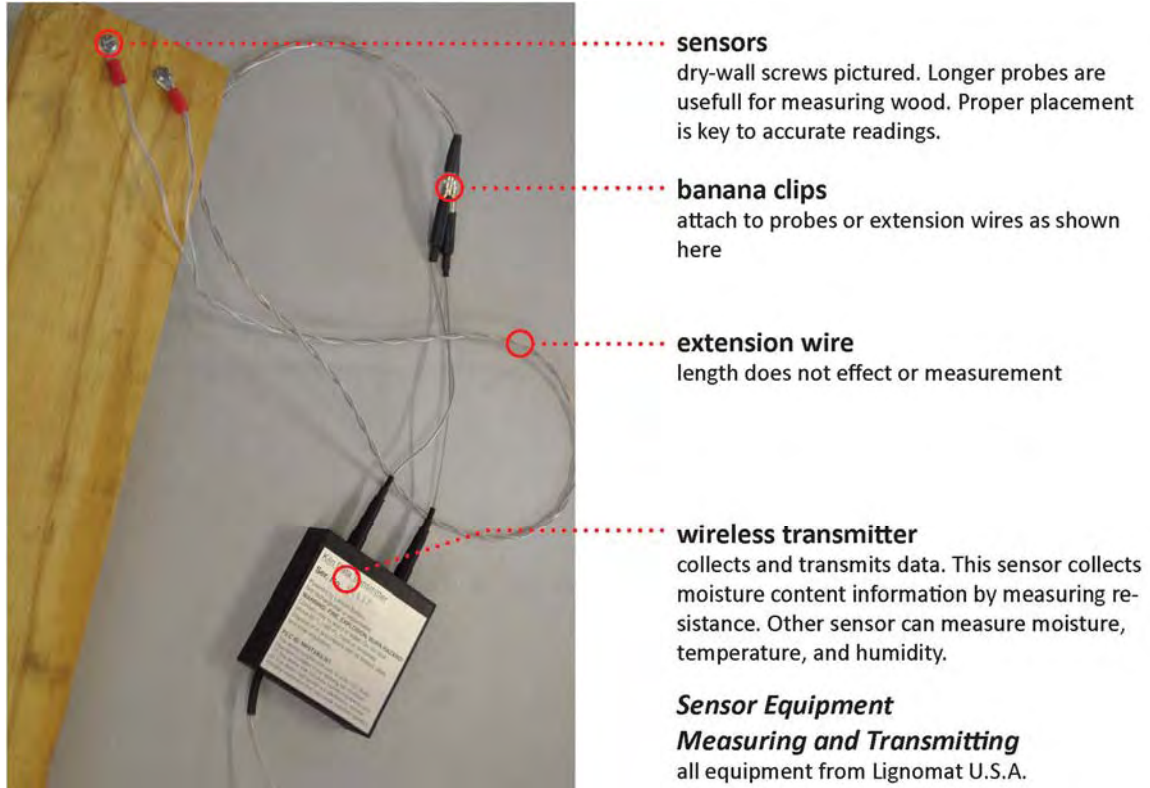 sensors
dry-wall screws pictured. Longer probes are
usefull for measuring wood. Proper placement
is key to accurate readings.
banana clips
attach to probes or extension wires as shown
here
extension wire
length does not effect or measurement
wireless transmitter
collects and transmits data. This sensor collects
moisture content information by measuring re-
sistance. Other sensor can measure moisture,
temperature, and humidity.
Sensor Equipment
Measuring and Transmitting
all equipment from Lignomat U.S.A.